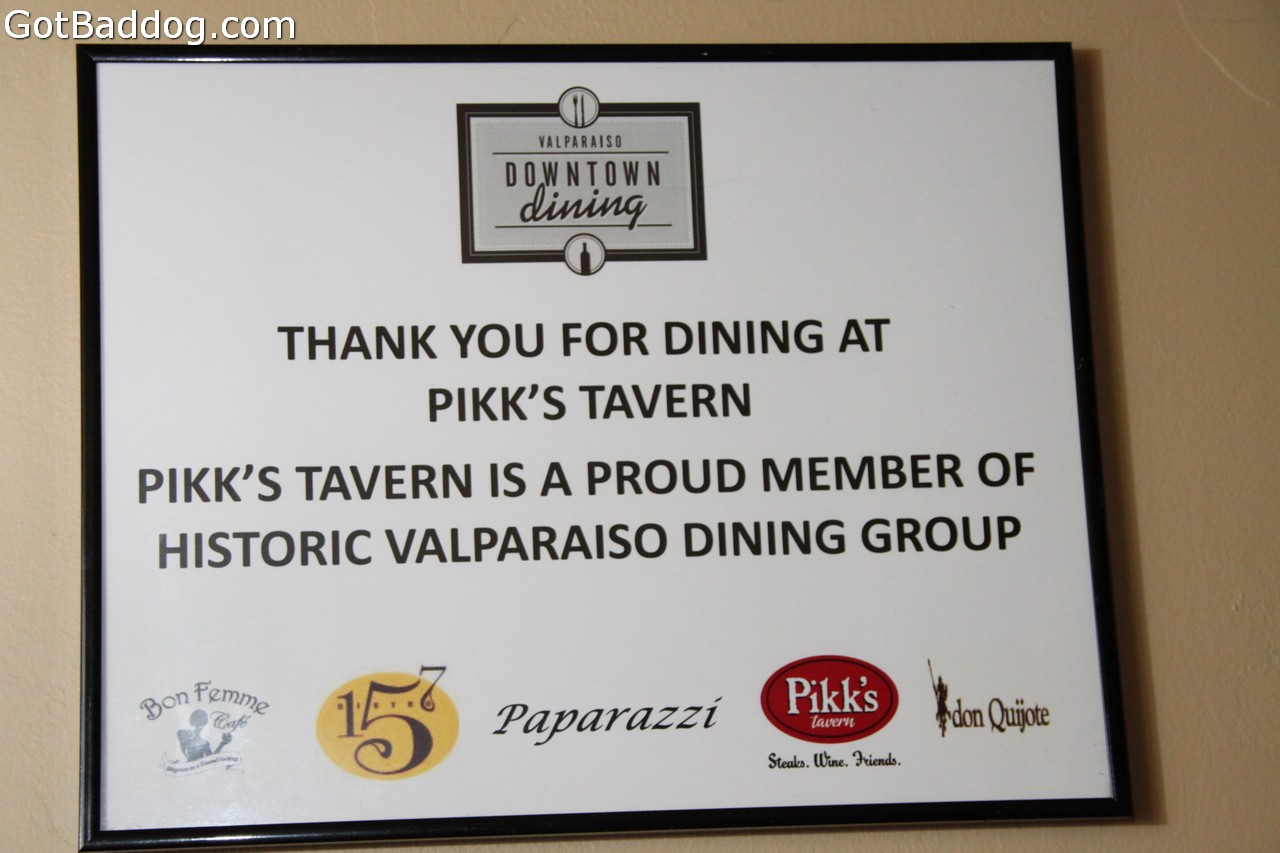 GotBaddog.com
VALPARAISO
DOWNTOWN
dining
THANK YOU FOR DINING AT
PIKK'S TAVERN
PIKK'S TAVERN IS A PROUD MEMBER OF
HISTORIC VALPARAISO DINING GROUP
Bon Femme
Café
157
BISTRO
Paparazzi
Pikk's
tavern
Steaks. Wine. Friends.
don Quijote